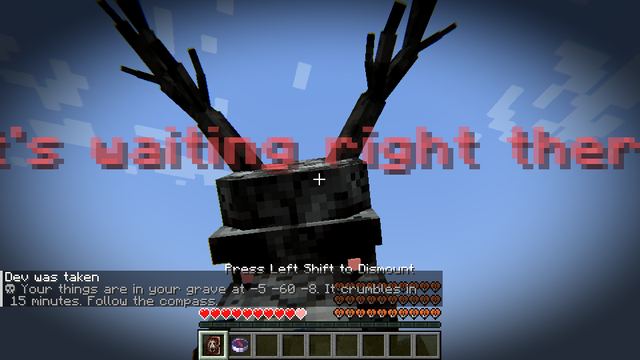 's waiting right ther
Press Left Shift to Dismount
Dev was taken
☠ Your things are in your grave at -5 -60 -8. It crumbles in
15 minutes. Follow the compass.